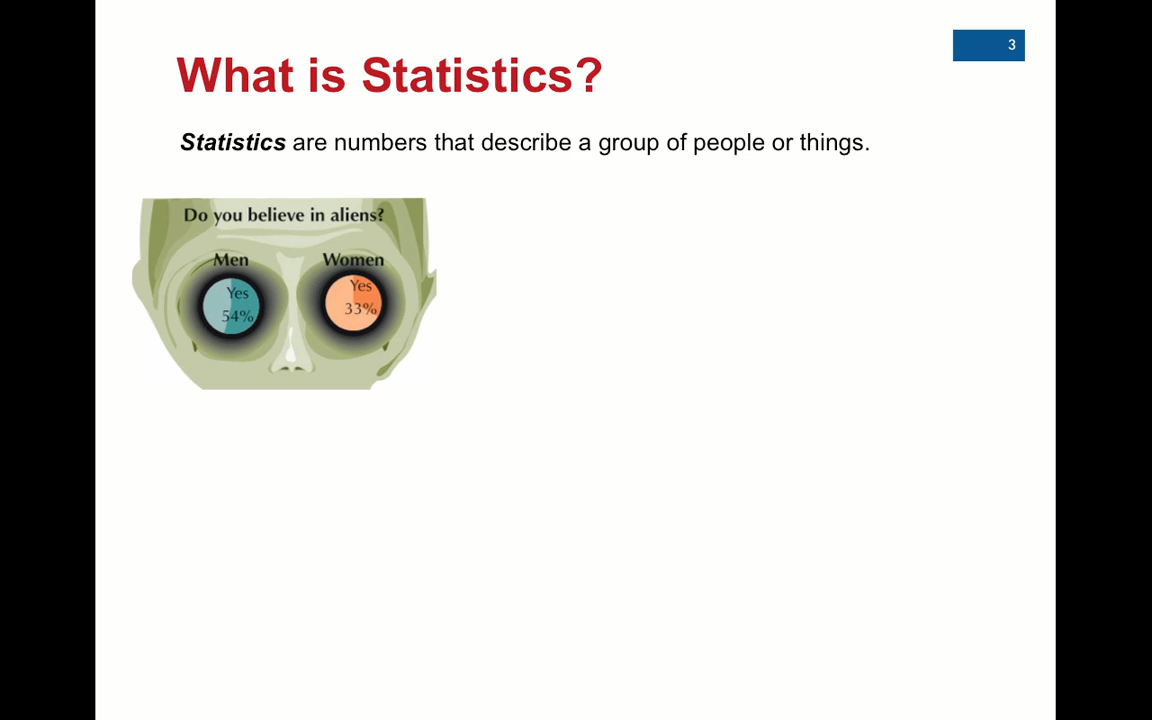 3
What is Statistics?
Statistics are numbers that describe a group of people or things.
Do you believe in aliens?
Men Women
Yes Yes
54% 33%